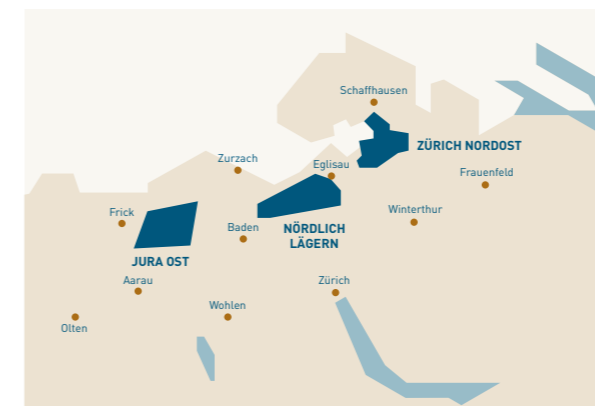 Schaffhausen
ZÜRICH NORDOST
Zurzach
Eglisau
Frauenfeld
Frick
Baden
NÖRDLICH
LÄGERN
Winterthur
JURA OST
Aarau
Zürich
Wohlen
Olten